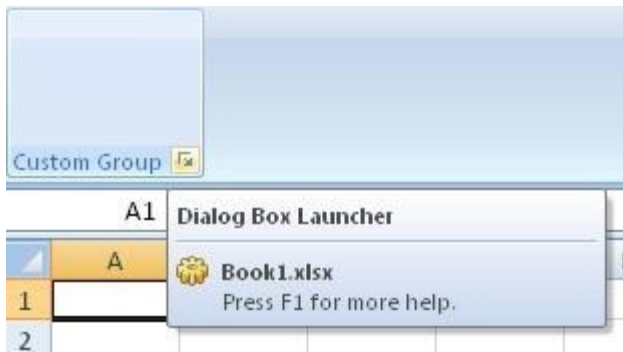 Custom Group
A1
Dialog Box Launcher
A
Book1.xlsx
Press F1 for more help.
1
2